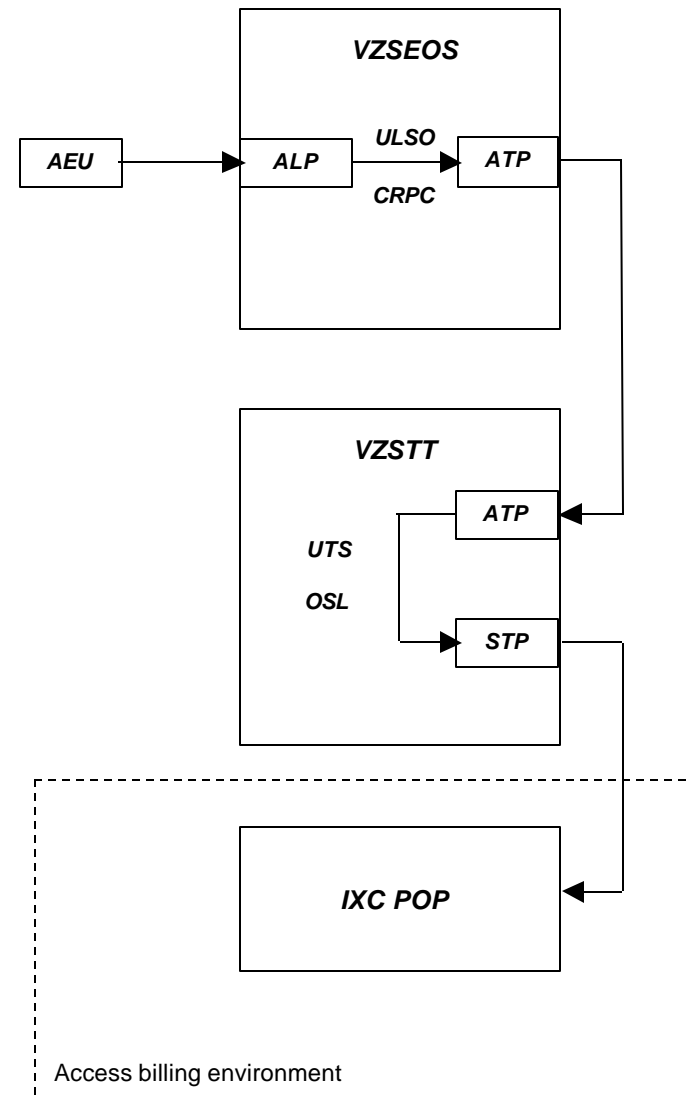 VZSEOS
AEU
ALP
ULSO
CRPC
ATP
VZSTT
ATP
UTS
OSL
STP
IXC POP
Access billing environment